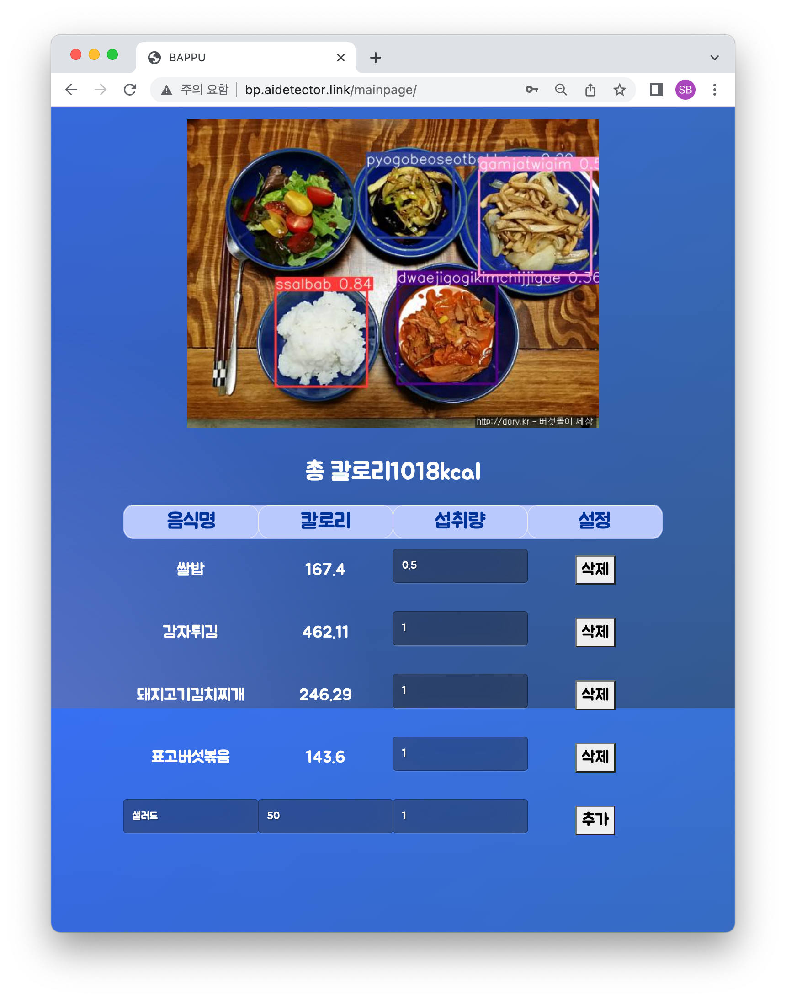 BAPPU
주의 요함
bp.aidetector.link/mainpage/
SB
gamjatwigim
dwaejigogikimchijjigae 0.36
ssalbab 0.84
http://dory.kr - 버섯돌이 세상
총 칼로리1018kcal
음식명 칼로리 섭취량 설정
쌀밥 167.4 0.5 삭제
감자튀김 462.11 1 삭제
돼지고기김치찌개 246.29 1 삭제
표고버섯볶음 143.6 1 삭제
샐러드 50 1 추가